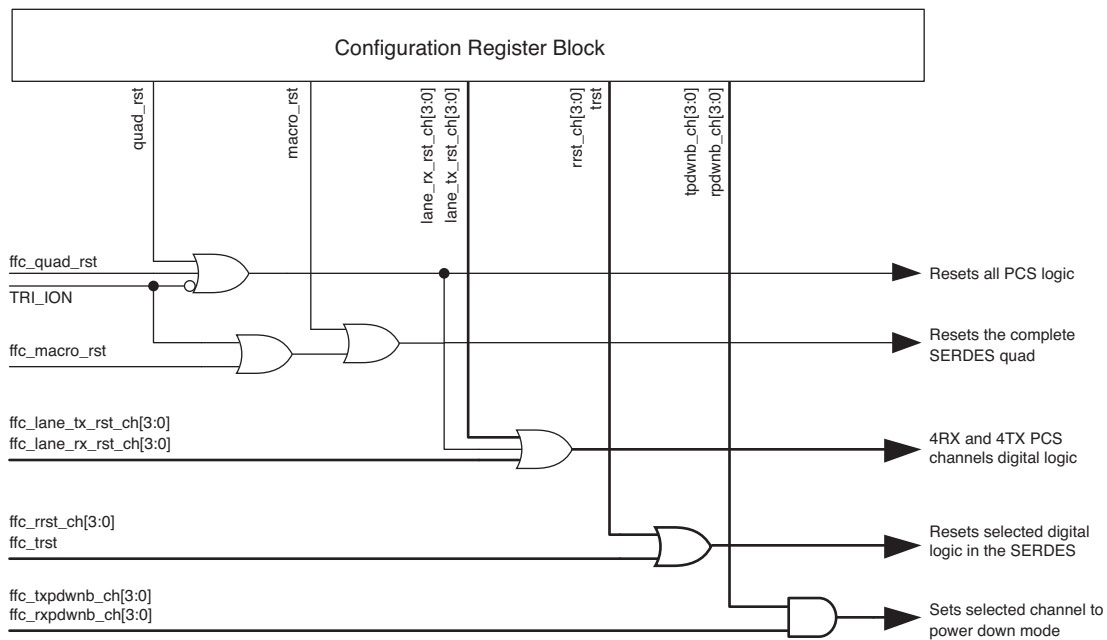 Configuration Register Block
quad_rst
macro_rst
lane_rx_rst_ch[3:0]
lane_tx_rst_ch[3:0]
rrst_ch[3:0]
trst
tpdwnb_ch[3:0]
rpdwnb_ch[3:0]
ffc_quad_rst
TRI_ION
Resets all PCS logic
ffc_macro_rst
Resets the complete
SERDES quad
ffc_lane_tx_rst_ch[3:0]
ffc_lane_rx_rst_ch[3:0]
4RX and 4TX PCS
channels digital logic
ffc_rrst_ch[3:0]
ffc_trst
Resets selected digital
logic in the SERDES
ffc_txpdwnb_ch[3:0]
ffc_rxpdwnb_ch[3:0]
Sets selected channel to
power down mode